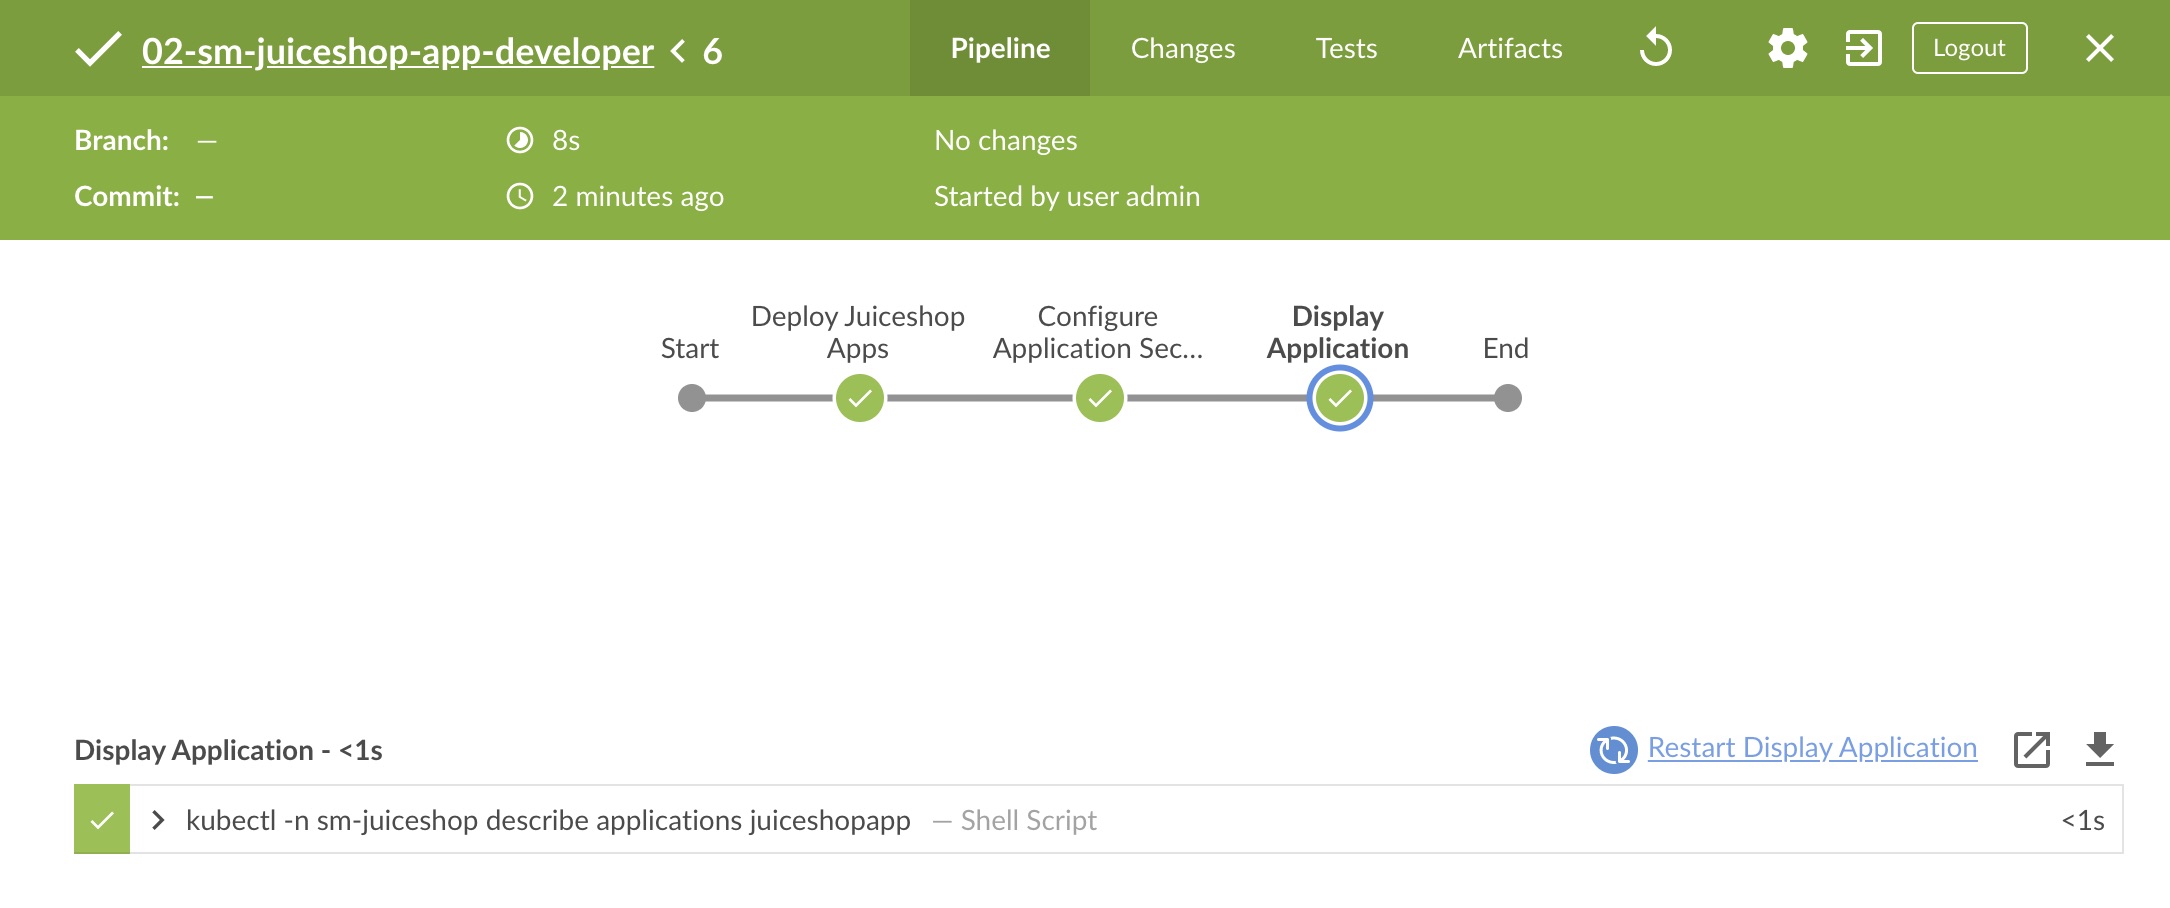 02-sm-juiceshop-app-developer < 6
Pipeline
Changes
Tests
Artifacts
Logout
Branch: —
8s
No changes
Commit: —
2 minutes ago
Started by user admin
Start
Deploy Juiceshop
Apps
Configure
Application Sec...
Display
Application
End
Display Application - <1s
Restart Display Application
kubectl -n sm-juiceshop describe applications juiceshopapp — Shell Script
<1s